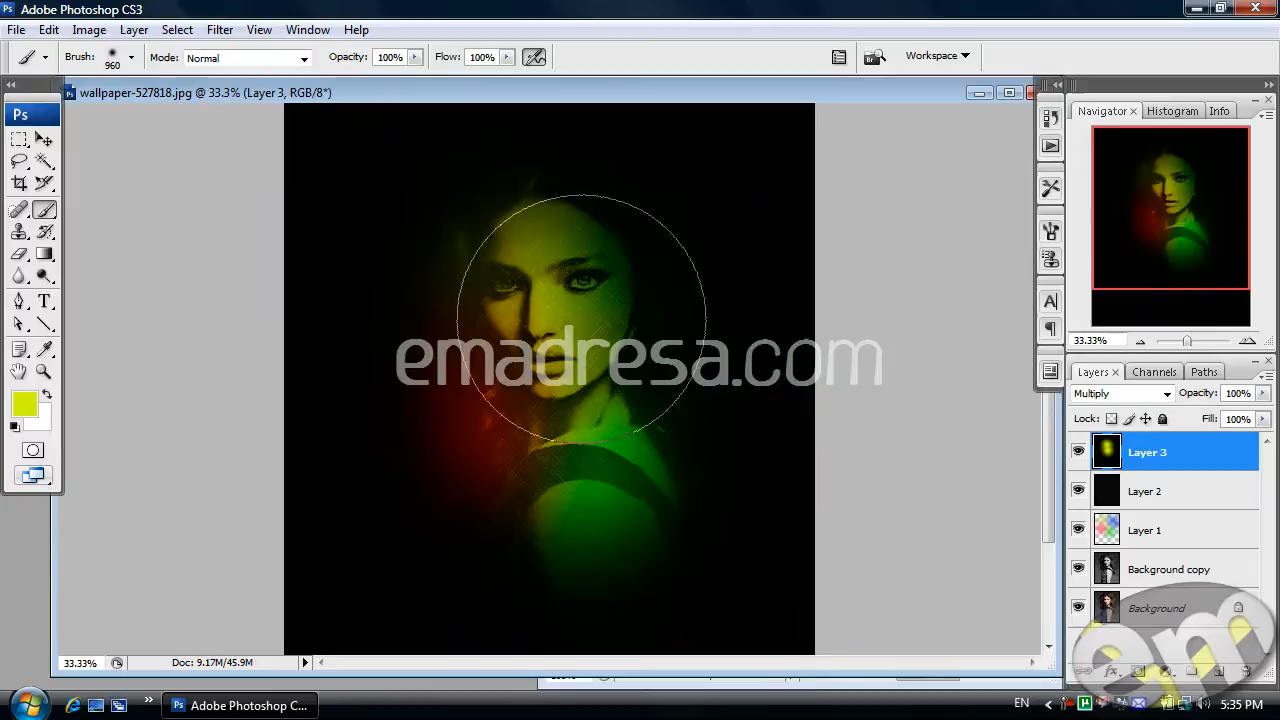 Adobe Photoshop CS3
File Edit Image Layer Select Filter View Window Help
Brush: 960 Mode: Normal Opacity: 100% Flow: 100% Workspace
wallpaper-527818.jpg @ 33.3% (Layer 3, RGB/8*)
Ps
Navigator Histogram Info
emadresa.com
33.33%
Layers Channels Paths
Multiply Opacity: 100%
Lock: Fill: 100%
Layer 3
Layer 2
Layer 1
Background copy
Background
em
33.33% Doc: 9.17M/45.9M
Adobe Photoshop C... EN 5:35 PM